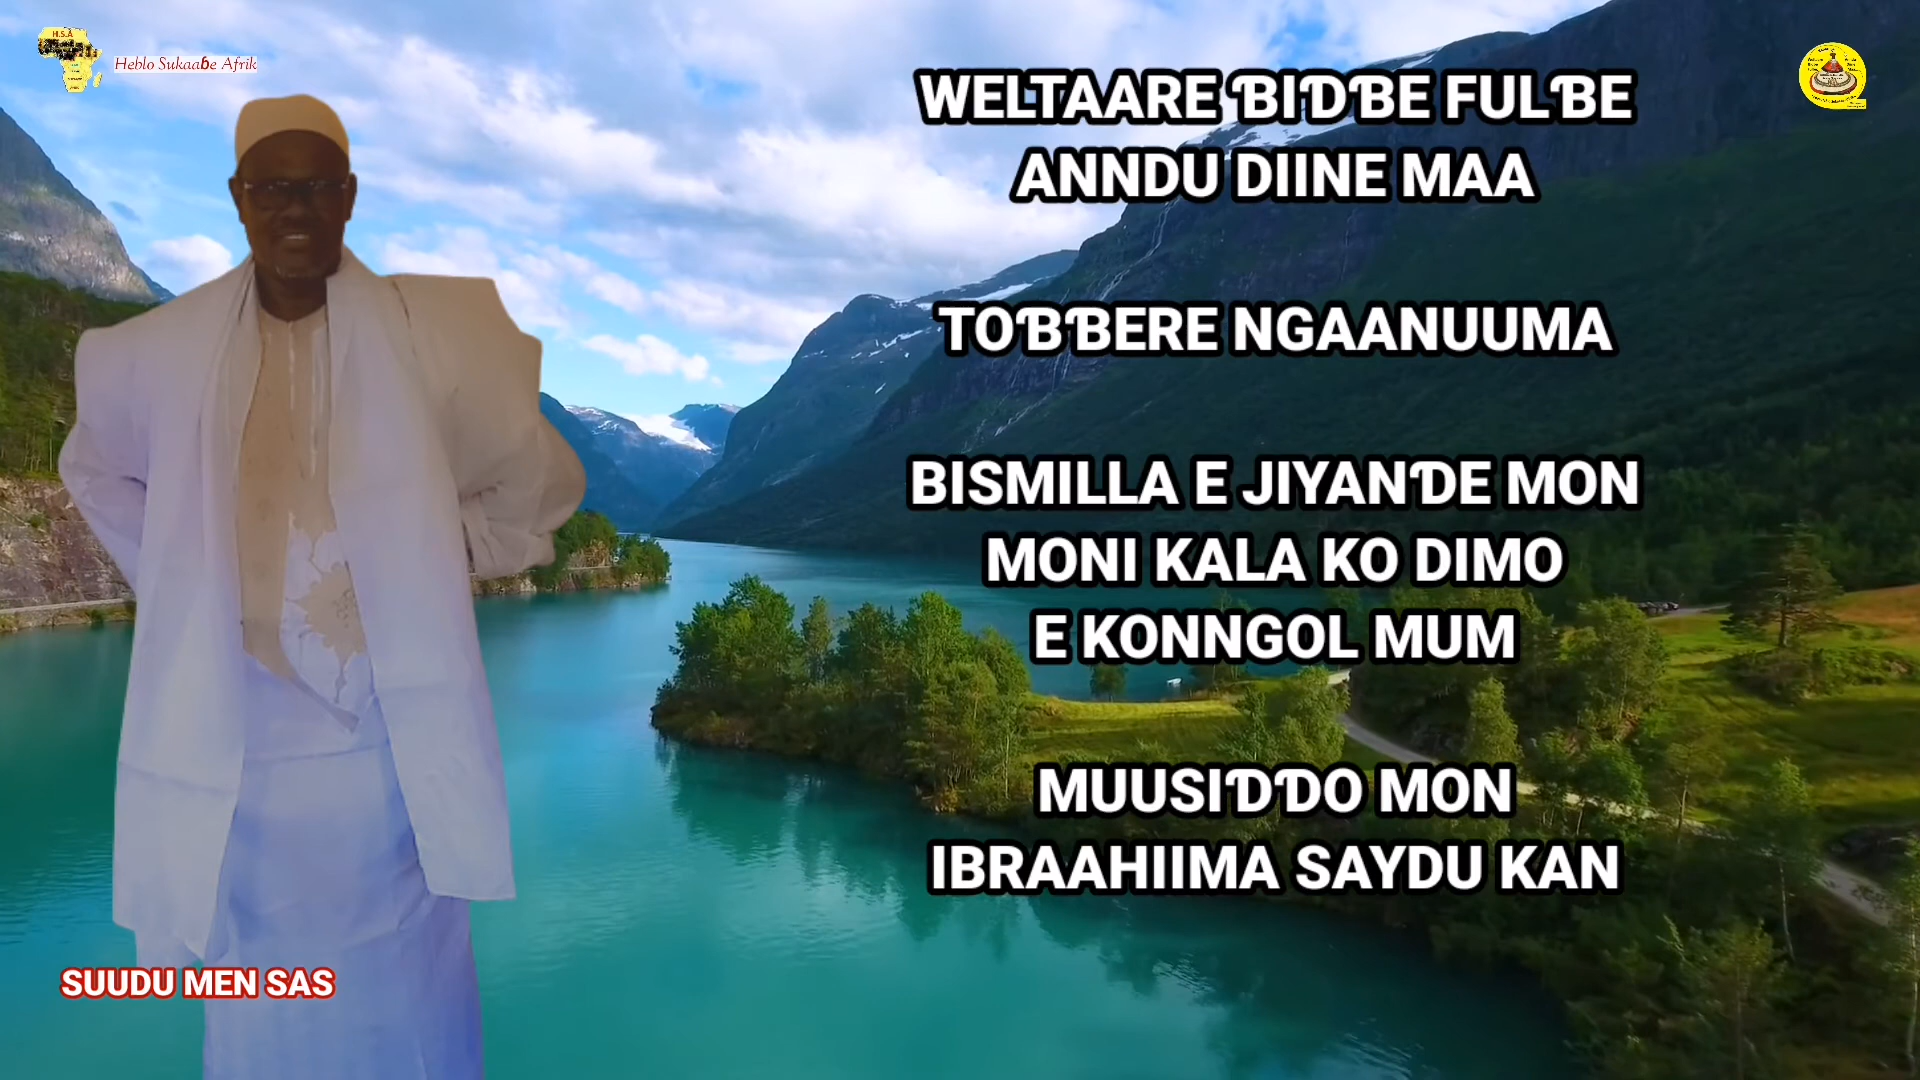 H.S.A
Heblo Sukaaɓe Afrik
WELTAARE ƁIƊƁE FULƁE
ANNDU DIINE MAA
TOƁƁERE NGAANUUMA
BISMILLA E JIYANƊE MON
MONI KALA KO DIMO
E KONNGOL MUM
MUUSIƊƊO MON
IBRAAHIIMA SAYDU KAN
SUUDU MEN SAS